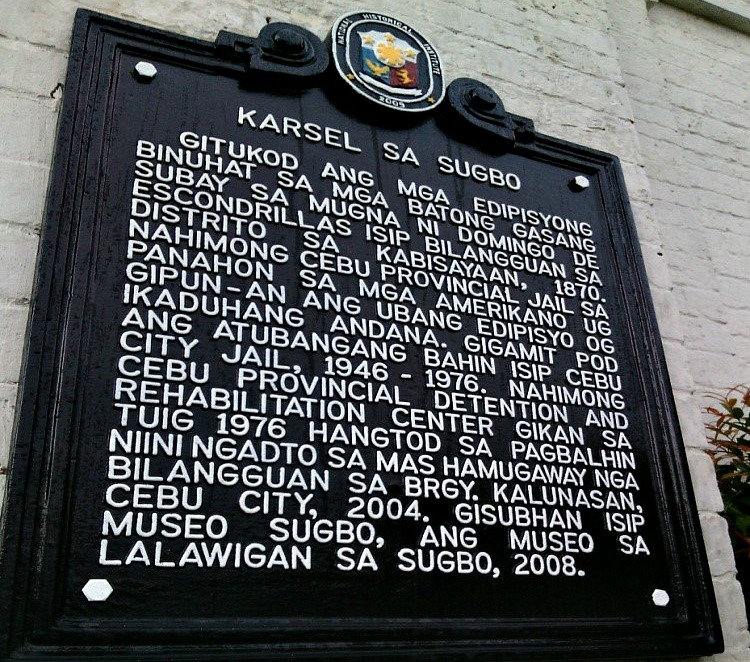 NATIONAL HISTORICAL INSTITUTE
2009
KARSEL SA SUGBO
GITUKOD ANG MGA EDIPISYONG
BINUHAT SA MGA BATONG GASANG
SUBAY SA MUGNA NI DOMINGO DE
ESCONDRILLAS ISIP BILANGGUAN SA
DISTRITO SA KABISAYAAN, 1870.
NAHIMONG CEBU PROVINCIAL JAIL SA
PANAHON SA MGA AMERIKANO UG
GIPUN-AN ANG UBANG EDIPISYO OG
IKADUHANG ANDANA. GIGAMIT POD
ANG ATUBANGANG BAHIN ISIP CEBU
CITY JAIL, 1946 - 1976. NAHIMONG
CEBU PROVINCIAL DETENTION AND
REHABILITATION CENTER GIKAN SA
TUIG 1976 HANGTOD SA PAGBALHIN
NIINI NGADTO SA MAS HAMUGAWAY NGA
BILANGGUAN SA BRGY. KALUNASAN,
CEBU CITY, 2004. GISUBHAN ISIP
MUSEO SUGBO, ANG MUSEO SA
LALAWIGAN SA SUGBO, 2008.